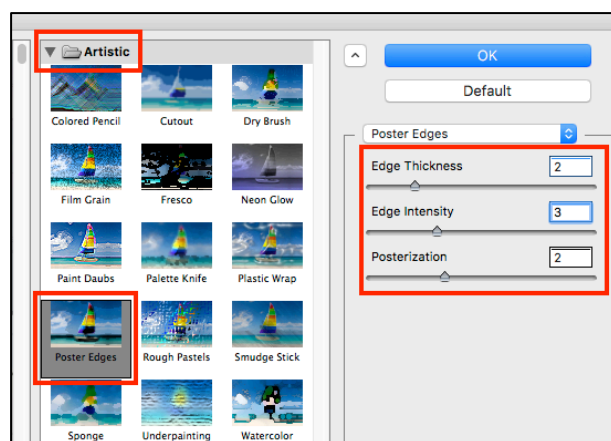 Artistic
OK
Default
Colored Pencil Cutout Dry Brush
Poster Edges
Edge Thickness 2
Film Grain Fresco Neon Glow
Edge Intensity 3
Posterization 2
Paint Daubs Palette Knife Plastic Wrap
Poster Edges Rough Pastels Smudge Stick
Sponge Underpainting Watercolor